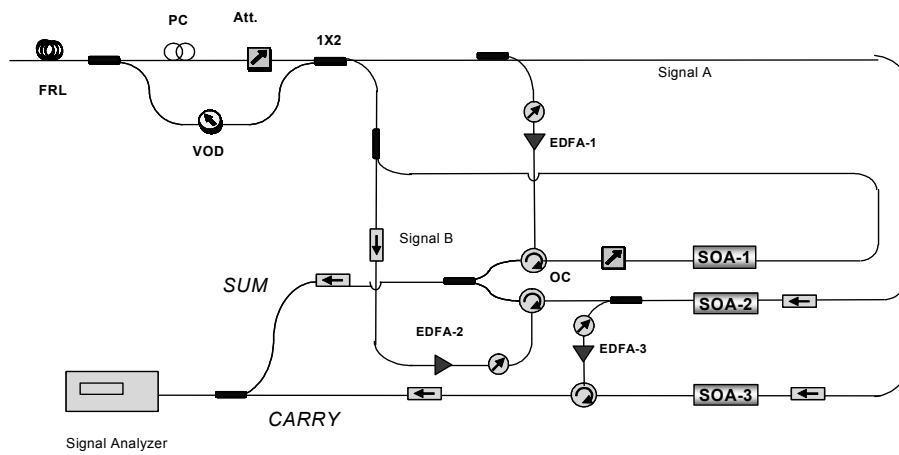 Att.
PC
1X2
Signal A
FRL
EDFA-1
VOD
Signal B
SOA-1
OC
SUM
SOA-2
EDFA-2
EDFA-3
SOA-3
CARRY
Signal Analyzer